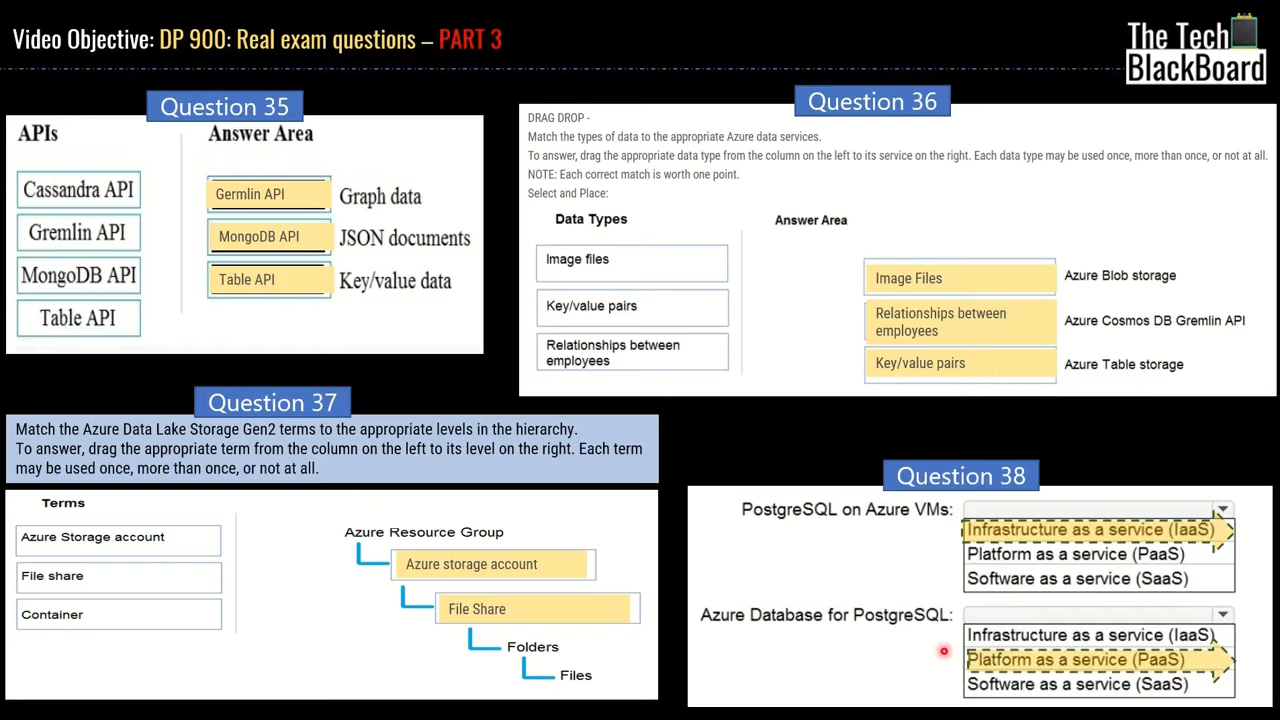 Video Objective: DP 900: Real exam questions – PART 3
The Tech
BlackBoard
Question 35
APIs
Answer Area
Cassandra API
Gremlin API
MongoDB API
Table API
Germlin API
Graph data
MongoDB API
JSON documents
Table API
Key/value data
Question 36
DRAG DROP -
Match the types of data to the appropriate Azure data services.
To answer, drag the appropriate data type from the column on the left to its service on the right. Each data type may be used once, more than once, or not at all.
NOTE: Each correct match is worth one point.
Select and Place:
Data Types
Answer Area
Image files
Key/value pairs
Relationships between
employees
Image Files
Azure Blob storage
Relationships between
employees
Azure Cosmos DB Gremlin API
Key/value pairs
Azure Table storage
Question 37
Match the Azure Data Lake Storage Gen2 terms to the appropriate levels in the hierarchy.
To answer, drag the appropriate term from the column on the left to its level on the right. Each term
may be used once, more than once, or not at all.
Terms
Azure Storage account
File share
Container
Azure Resource Group
Azure storage account
File Share
Folders
Files
Question 38
PostgreSQL on Azure VMs:
Infrastructure as a service (IaaS)
Platform as a service (PaaS)
Software as a service (SaaS)
Azure Database for PostgreSQL:
Infrastructure as a service (IaaS)
Platform as a service (PaaS)
Software as a service (SaaS)